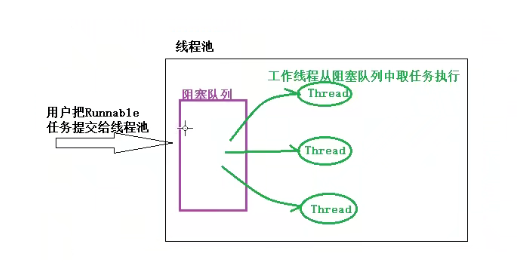 线程池
工作线程从阻塞队列中取任务执行
阻塞队列
Thread
用户把Runnable
任务提交给线程池
Thread
Thread